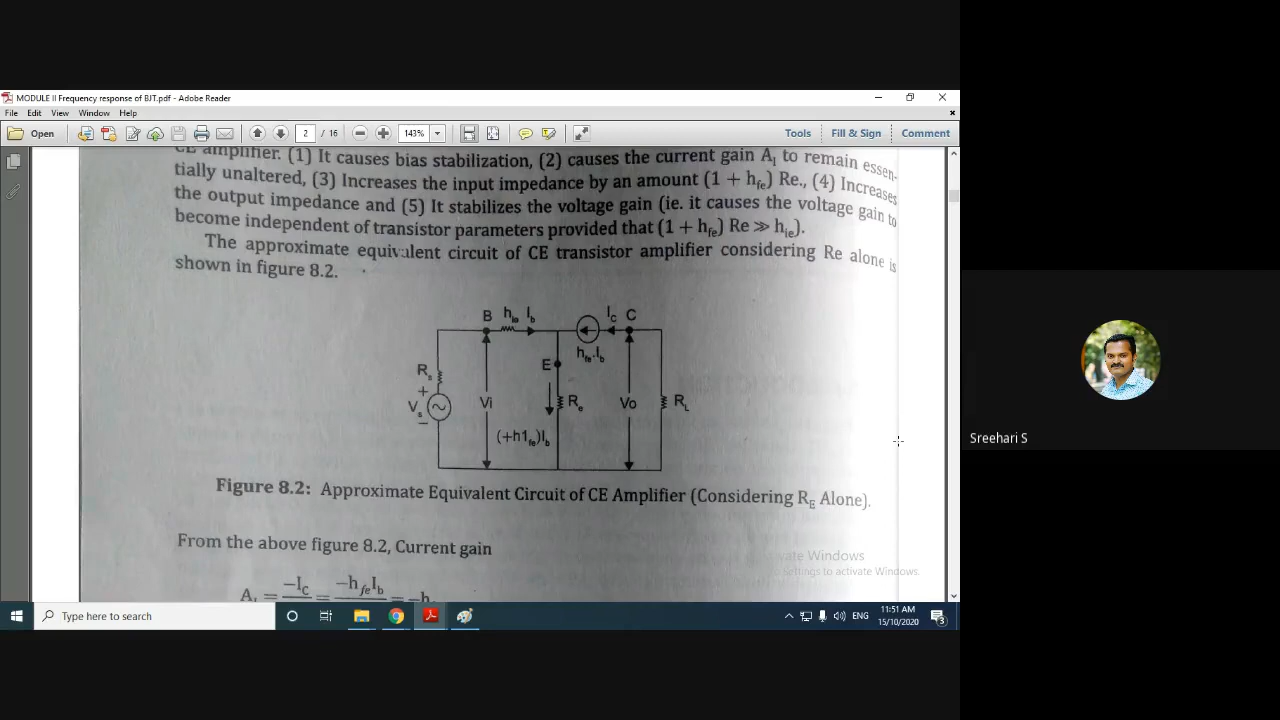 MODULE II Frequency response of BJT.pdf - Adobe Reader
File Edit View Window Help
Open 2 / 16 143% Tools Fill & Sign Comment
CE amplifier. (1) It causes bias stabilization, (2) causes the current gain A_I to remain essen-
tially unaltered, (3) Increases the input impedance by an amount (1 + h_fe) Re., (4) Increases
the output impedance and (5) It stabilizes the voltage gain (ie. it causes the voltage gain to
become independent of transistor parameters provided that (1 + h_fe) Re ≫ h_ie).
The approximate equivalent circuit of CE transistor amplifier considering Re alone is
shown in figure 8.2.
B h_ie I_b I_C C
h_fe.I_b
E
R_s
+
V_s
−
Vi
R_e
Vo
R_L
(+h1_fe)I_b
Figure 8.2: Approximate Equivalent Circuit of CE Amplifier (Considering R_E Alone).
From the above figure 8.2, Current gain
A_I = −I_C = −h_fe I_b = −h
vate Windows
settings to activate Windows.
Sreehari S
Type here to search
ENG
11:51 AM
15/10/2020
3